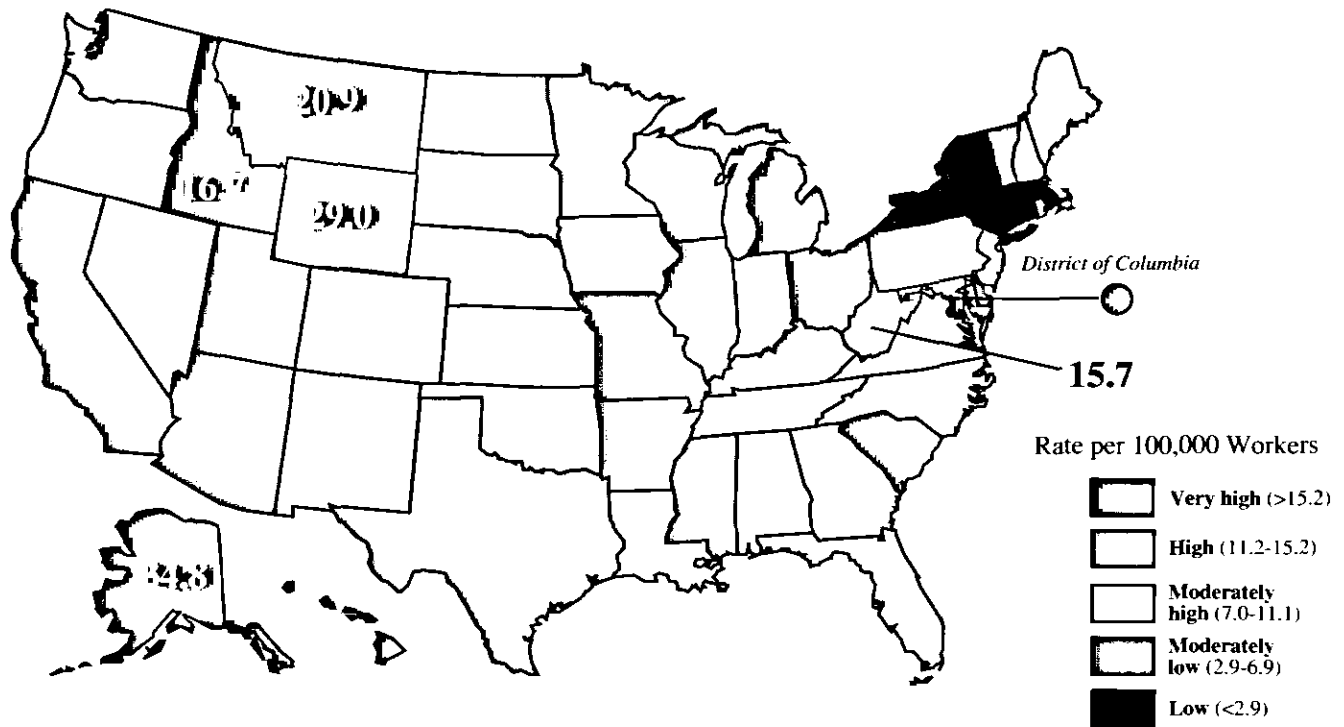 20.9
16.7
29.0
District of Columbia
15.7
Rate per 100,000 Workers
Very high (>15.2)
High (11.2-15.2)
34.8
Moderately
high (7.0-11.1)
Moderately
low (2.9-6.9)
Low (<2.9)